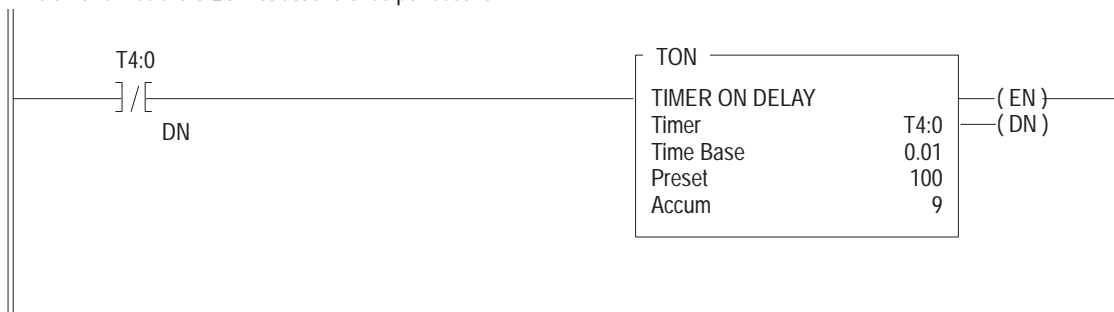 T4:0
] / [
DN
TON
TIMER ON DELAY
Timer T4:0
Time Base 0.01
Preset 100
Accum 9
( EN )
( DN )